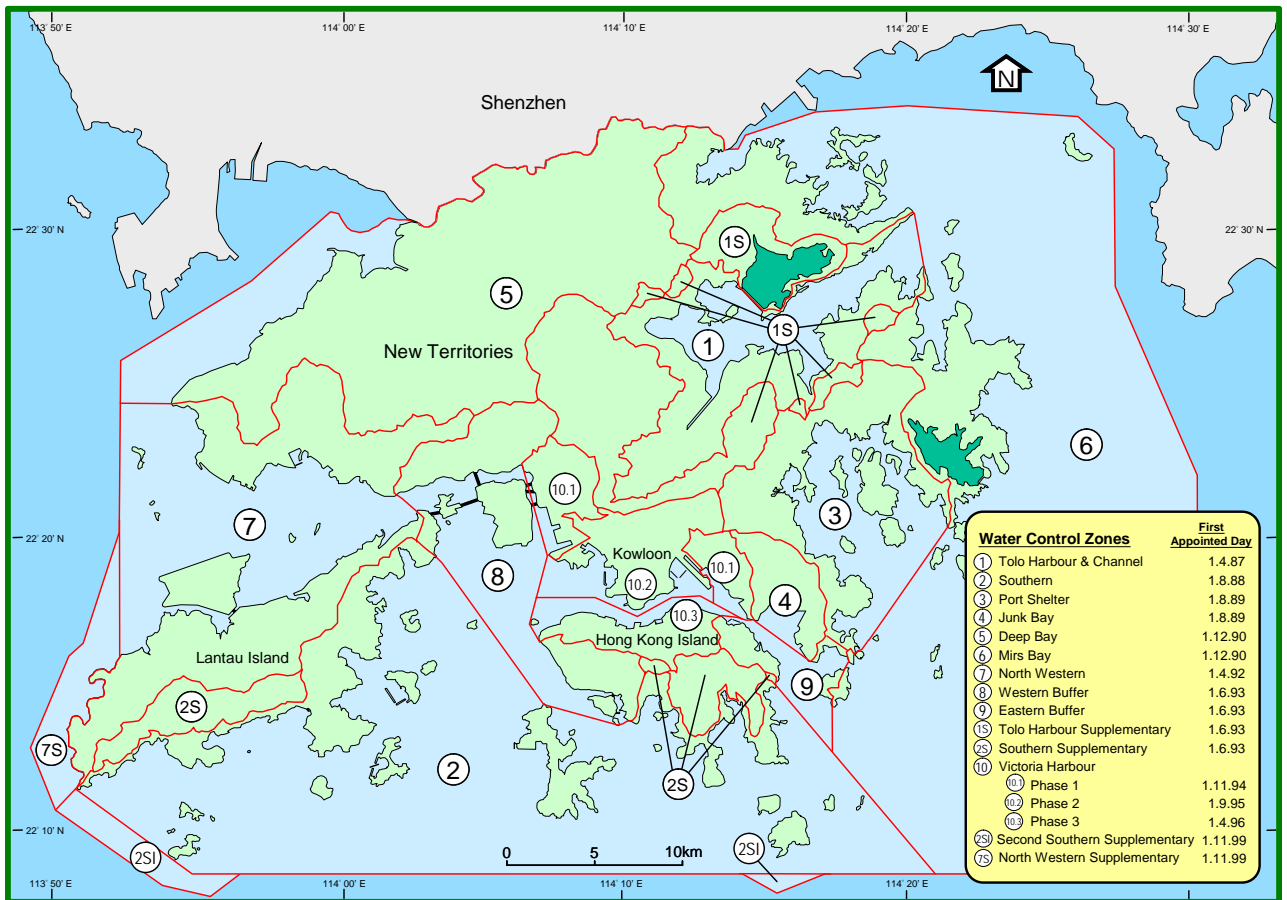 113° 50' E
114° 00' E
114° 10' E
114° 20' E
114° 30' E
N
Shenzhen
22° 30' N
22° 30' N
1S
5
1S
1
New Territories
6
10.1
3
7
22° 20' N
Kowloon
8
10.1
10.2
4
10.3
Hong Kong Island
Lantau Island
9
2S
7S
2
2S
22° 10' N
0 5 10km
2SI
2SI
113° 50' E
114° 00' E
114° 10' E
114° 20' E
114° 30' E
22° 20' N
22° 10' N
First
Water Control Zones Appointed Day
1 Tolo Harbour & Channel 1.4.87
2 Southern 1.8.88
3 Port Shelter 1.8.89
4 Junk Bay 1.8.89
5 Deep Bay 1.12.90
6 Mirs Bay 1.12.90
7 North Western 1.4.92
8 Western Buffer 1.6.93
9 Eastern Buffer 1.6.93
1S Tolo Harbour Supplementary 1.6.93
2S Southern Supplementary 1.6.93
10 Victoria Harbour
10.1 Phase 1 1.11.94
10.2 Phase 2 1.9.95
10.3 Phase 3 1.4.96
2SI Second Southern Supplementary 1.11.99
7S North Western Supplementary 1.11.99